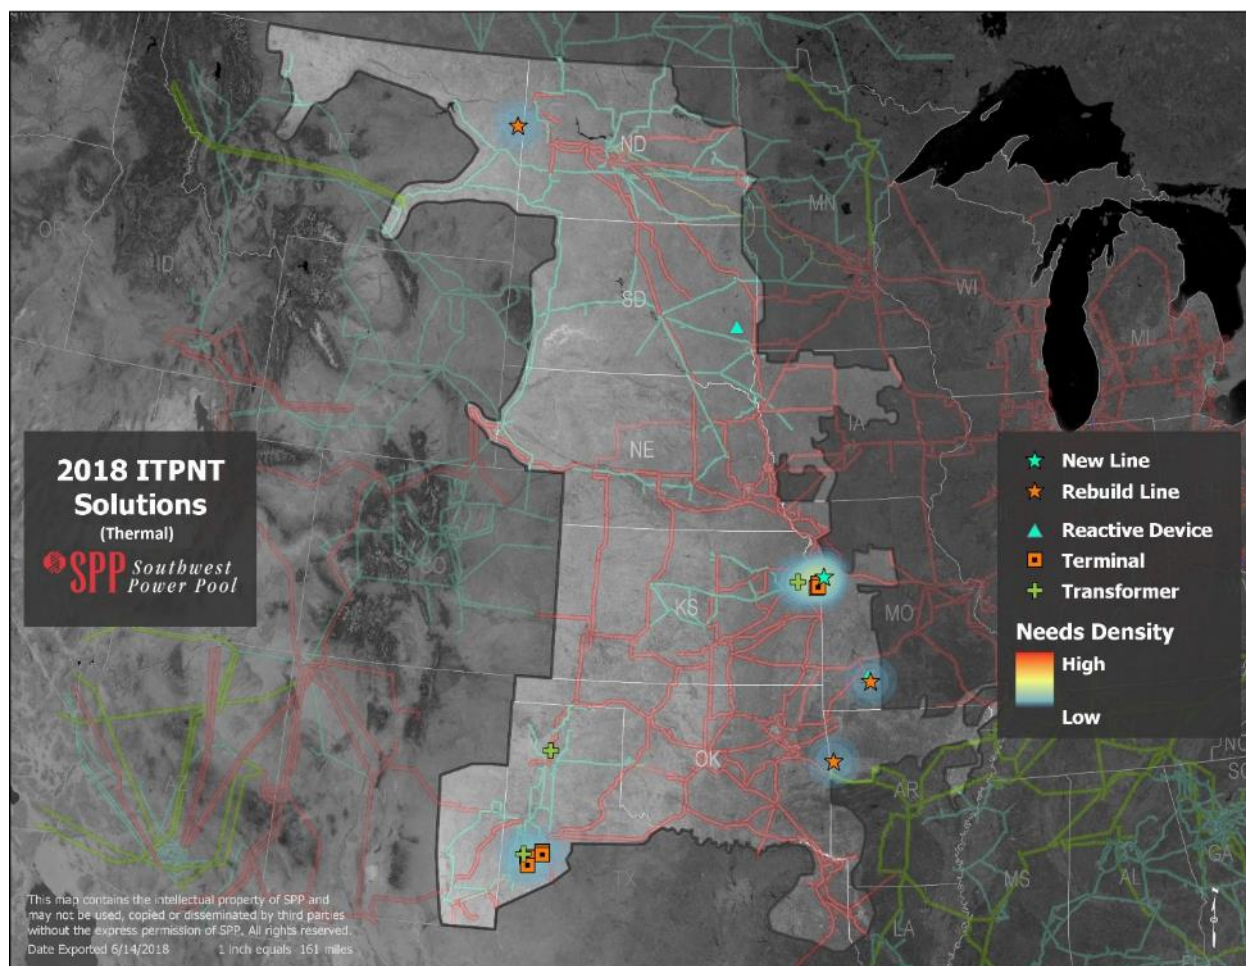 OR
ID
MT
ND
MN
WI
MI
SD
NE
IA
CO
KS
MO
OK
AR
TX
LA
MS
AL
GA
NC
SC
2018 ITPNT
Solutions
(Thermal)
SPP Southwest
Power Pool
New Line
Rebuild Line
Reactive Device
Terminal
Transformer
Needs Density
High
Low
This map contains the intellectual property of SPP and
may not be used, copied or disseminated by third parties
without the express permission of SPP. All rights reserved.
Date Exported 6/14/2018 1 inch equals 161 miles